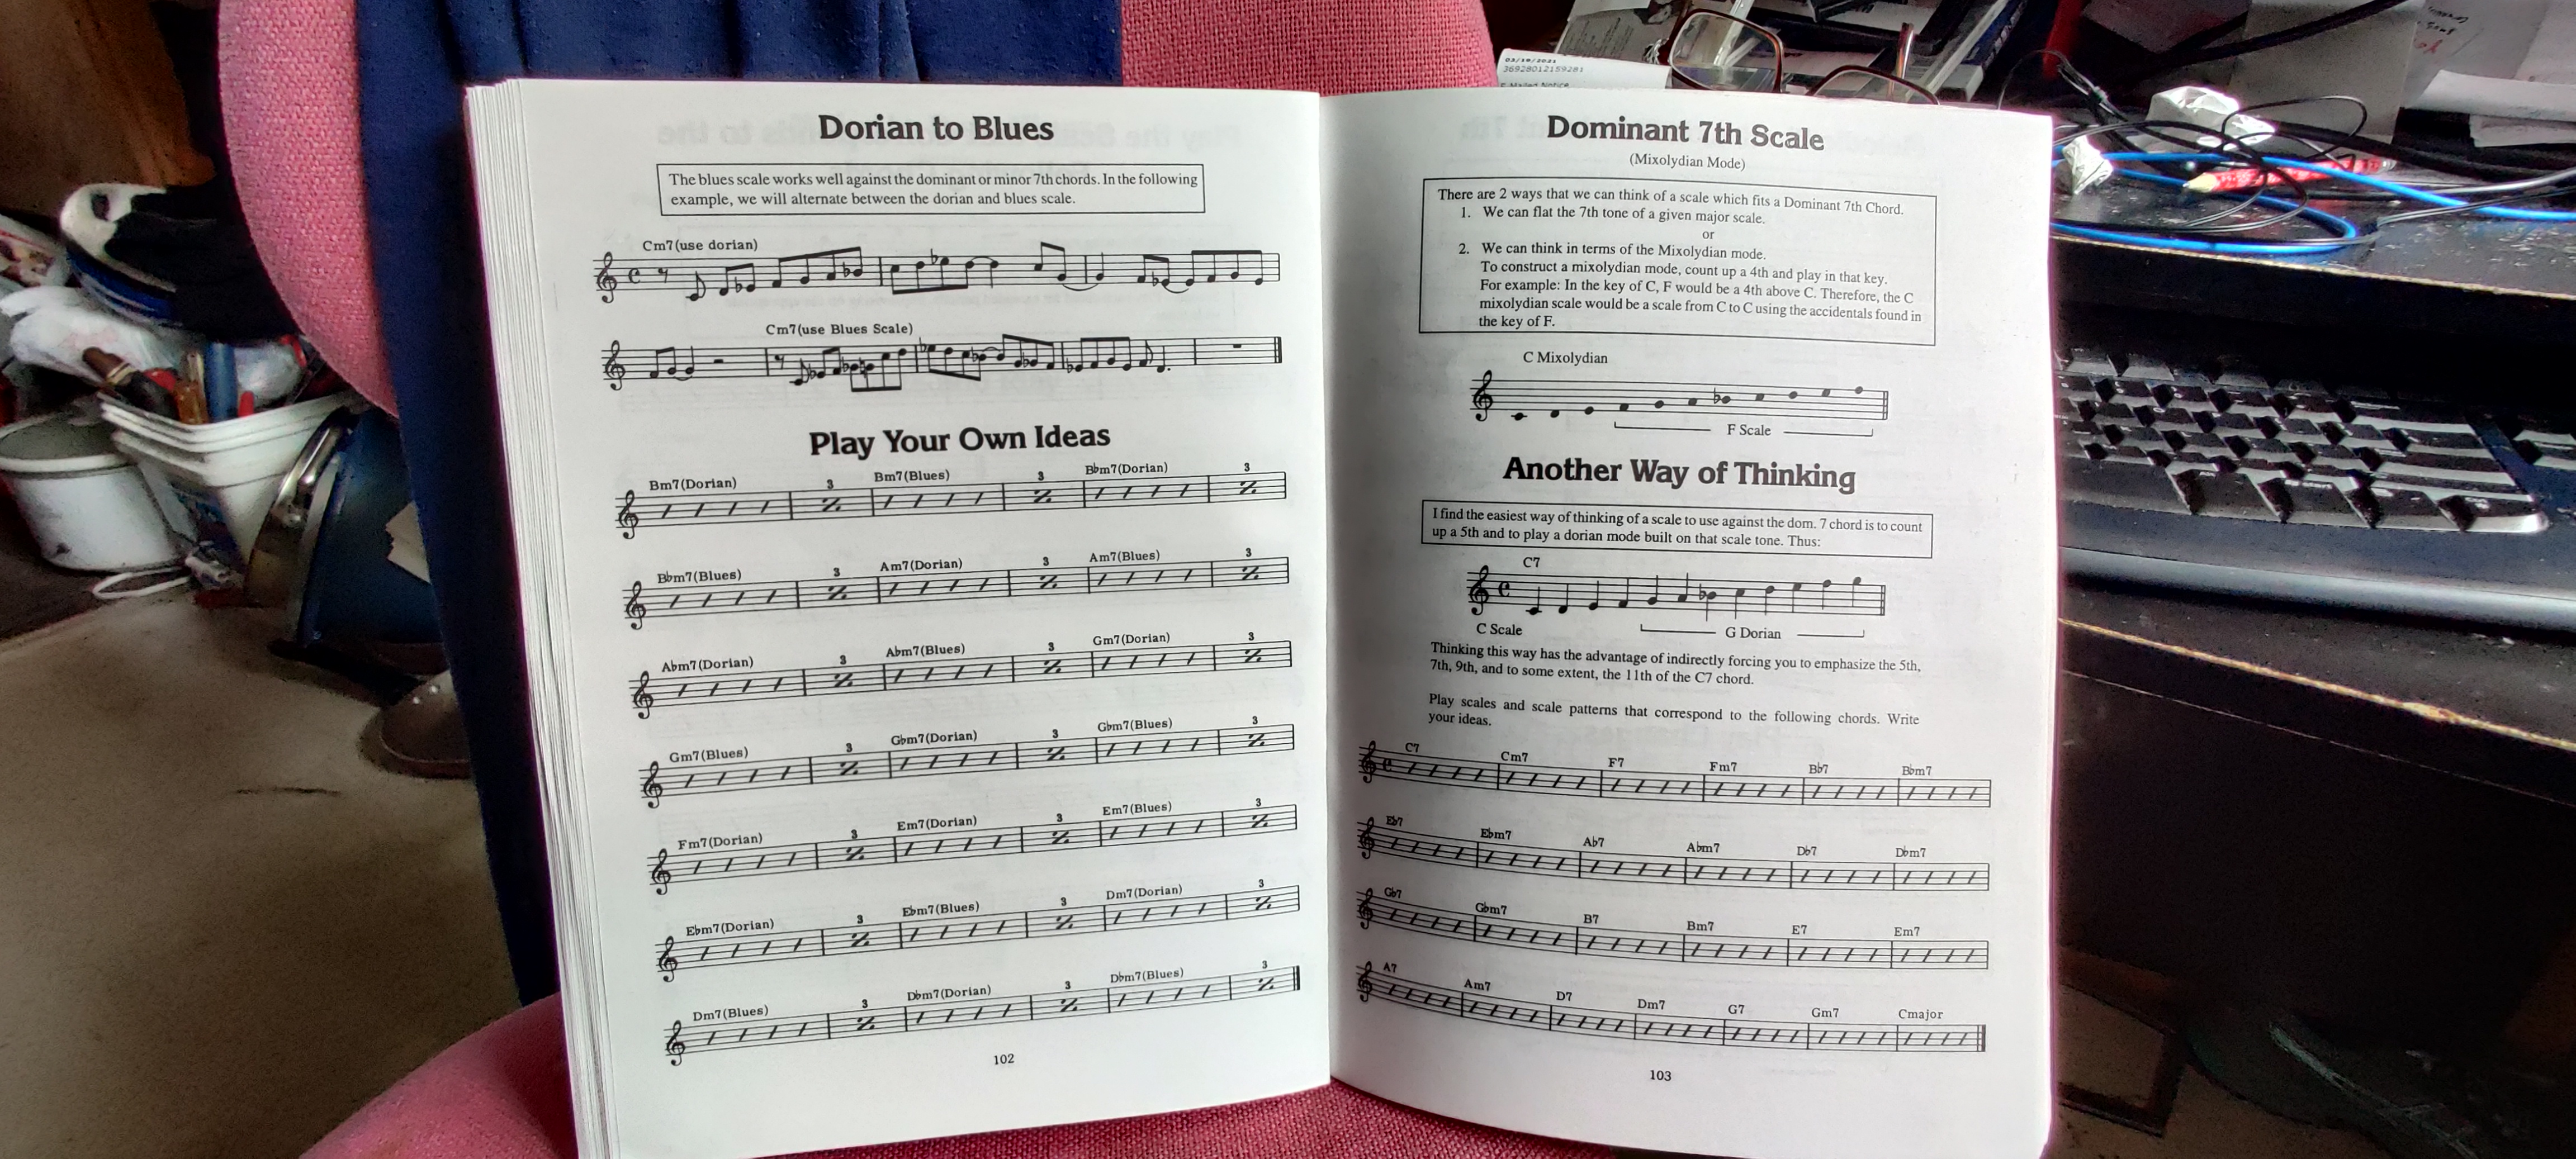 03/19/2021
36928012159281
Dorian to Blues
The blues scale works well against the dominant or minor 7th chords. In the following
example, we will alternate between the dorian and blues scale.
Cm7(use dorian)
Cm7(use Blues Scale)
Play Your Own Ideas
Bm7(Dorian) 3 Bm7(Blues) 3 B♭m7(Dorian) 3
B♭m7(Blues) 3 Am7(Dorian) 3 Am7(Blues) 3
A♭m7(Dorian) 3 A♭m7(Blues) 3 Gm7(Dorian) 3
Gm7(Blues) 3 G♭m7(Dorian) 3 G♭m7(Blues) 3
Fm7(Dorian) 3 Em7(Dorian) 3 Em7(Blues) 3
E♭m7(Dorian) 3 E♭m7(Blues) 3 Dm7(Dorian) 3
Dm7(Blues) 3 D♭m7(Dorian) 3 D♭m7(Blues) 3
102
Dominant 7th Scale
(Mixolydian Mode)
There are 2 ways that we can think of a scale which fits a Dominant 7th Chord.
1. We can flat the 7th tone of a given major scale.
or
2. We can think in terms of the Mixolydian mode.
To construct a mixolydian mode, count up a 4th and play in that key.
For example: In the key of C, F would be a 4th above C. Therefore, the C
mixolydian scale would be a scale from C to C using the accidentals found in
the key of F.
C Mixolydian
F Scale
Another Way of Thinking
I find the easiest way of thinking of a scale to use against the dom. 7 chord is to count
up a 5th and to play a dorian mode built on that scale tone. Thus:
C7
C Scale G Dorian
Thinking this way has the advantage of indirectly forcing you to emphasize the 5th,
7th, 9th, and to some extent, the 11th of the C7 chord.
Play scales and scale patterns that correspond to the following chords. Write
your ideas.
C7 Cm7 F7 Fm7 B♭7 B♭m7
E♭7 E♭m7 A♭7 A♭m7 D♭7 D♭m7
G♭7 G♭m7 B7 Bm7 E7 Em7
A7 Am7 D7 Dm7 G7 Gm7 Cmajor
103